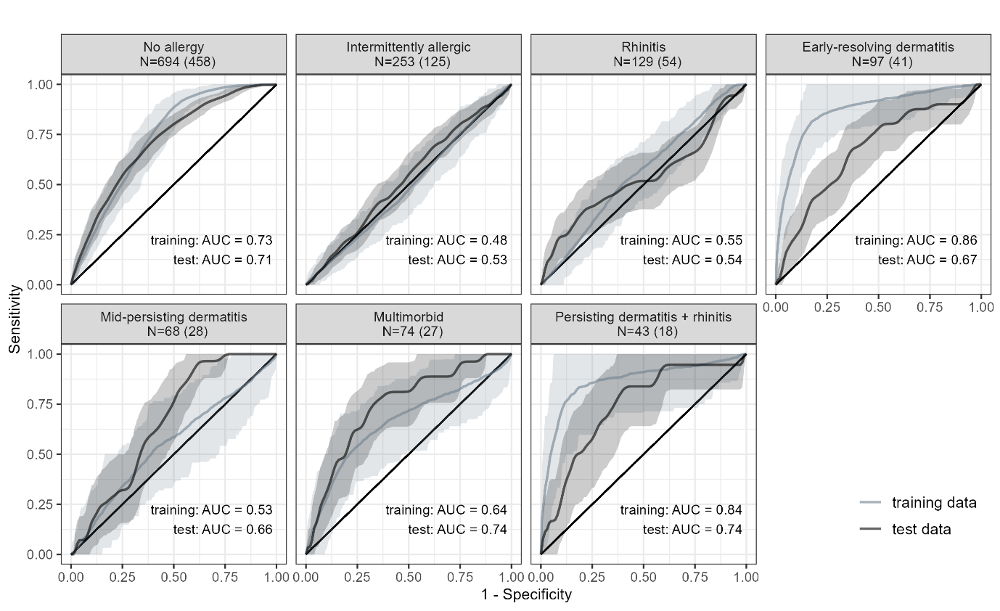 No allergy
N=694 (458)
Intermittently allergic
N=253 (125)
Rhinitis
N=129 (54)
Early-resolving dermatitis
N=97 (41)
1.00
0.75
0.50
0.25
0.00
training: AUC = 0.73
test: AUC = 0.71
training: AUC = 0.48
test: AUC = 0.53
training: AUC = 0.55
test: AUC = 0.54
training: AUC = 0.86
test: AUC = 0.67
0.00 0.25 0.50 0.75 1.00
Sensitivity
Mid-persisting dermatitis
N=68 (28)
Multimorbid
N=74 (27)
Persisting dermatitis + rhinitis
N=43 (18)
1.00
0.75
0.50
0.25
0.00
training: AUC = 0.53
test: AUC = 0.66
training: AUC = 0.64
test: AUC = 0.74
training: AUC = 0.84
test: AUC = 0.74
training data
test data
0.00 0.25 0.50 0.75 1.00
0.00 0.25 0.50 0.75 1.00
0.00 0.25 0.50 0.75 1.00
1 - Specificity